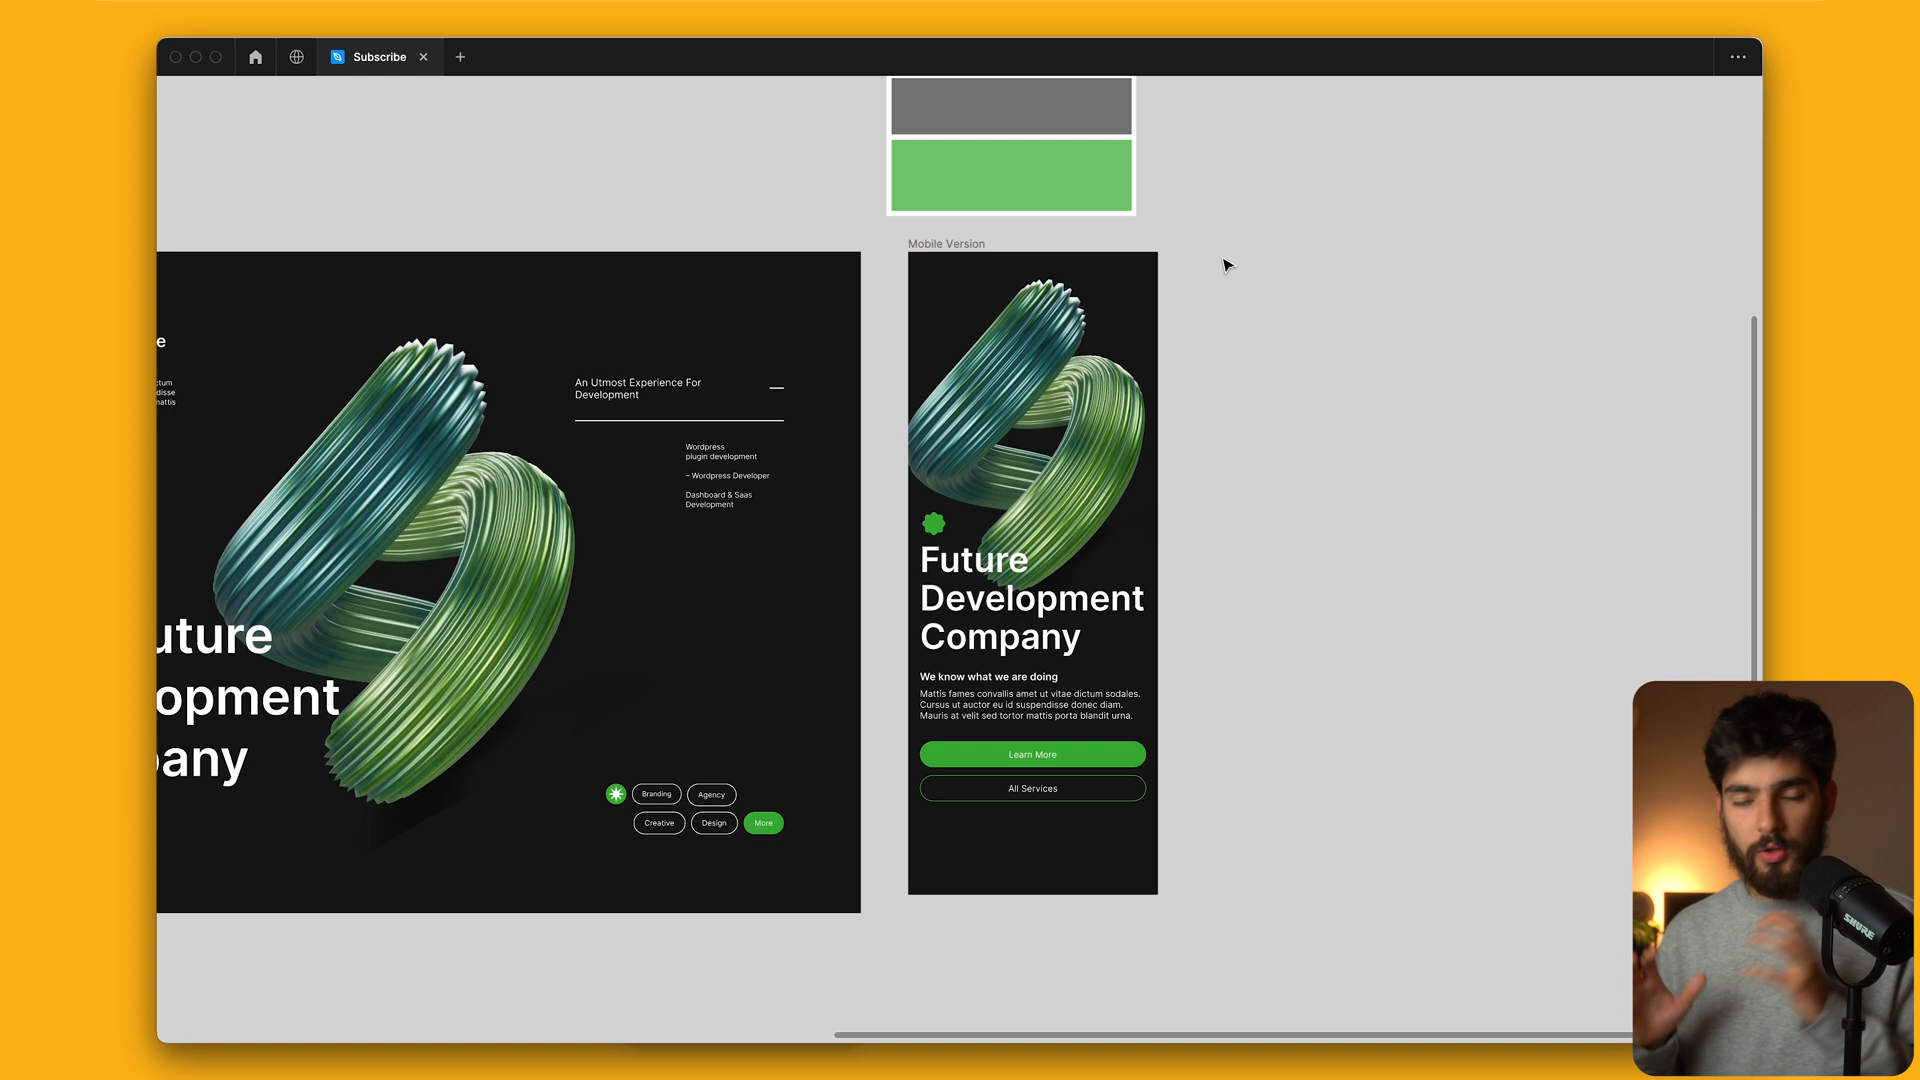 Subscribe
Mobile Version
e
ctum
disse
mattis
An Utmost Experience For
Development
Wordpress
plugin development
– Wordpress Developer
Dashboard & Saas
Development
uture
opment
pany
Branding
Agency
Creative
Design
More
Future
Development
Company
We know what we are doing
Mattis fames convallis amet ut vitae dictum sodales.
Cursus ut auctor eu id suspendisse donec diam.
Mauris at velit sed tortor mattis porta blandit urna.
Learn More
All Services
SHURE